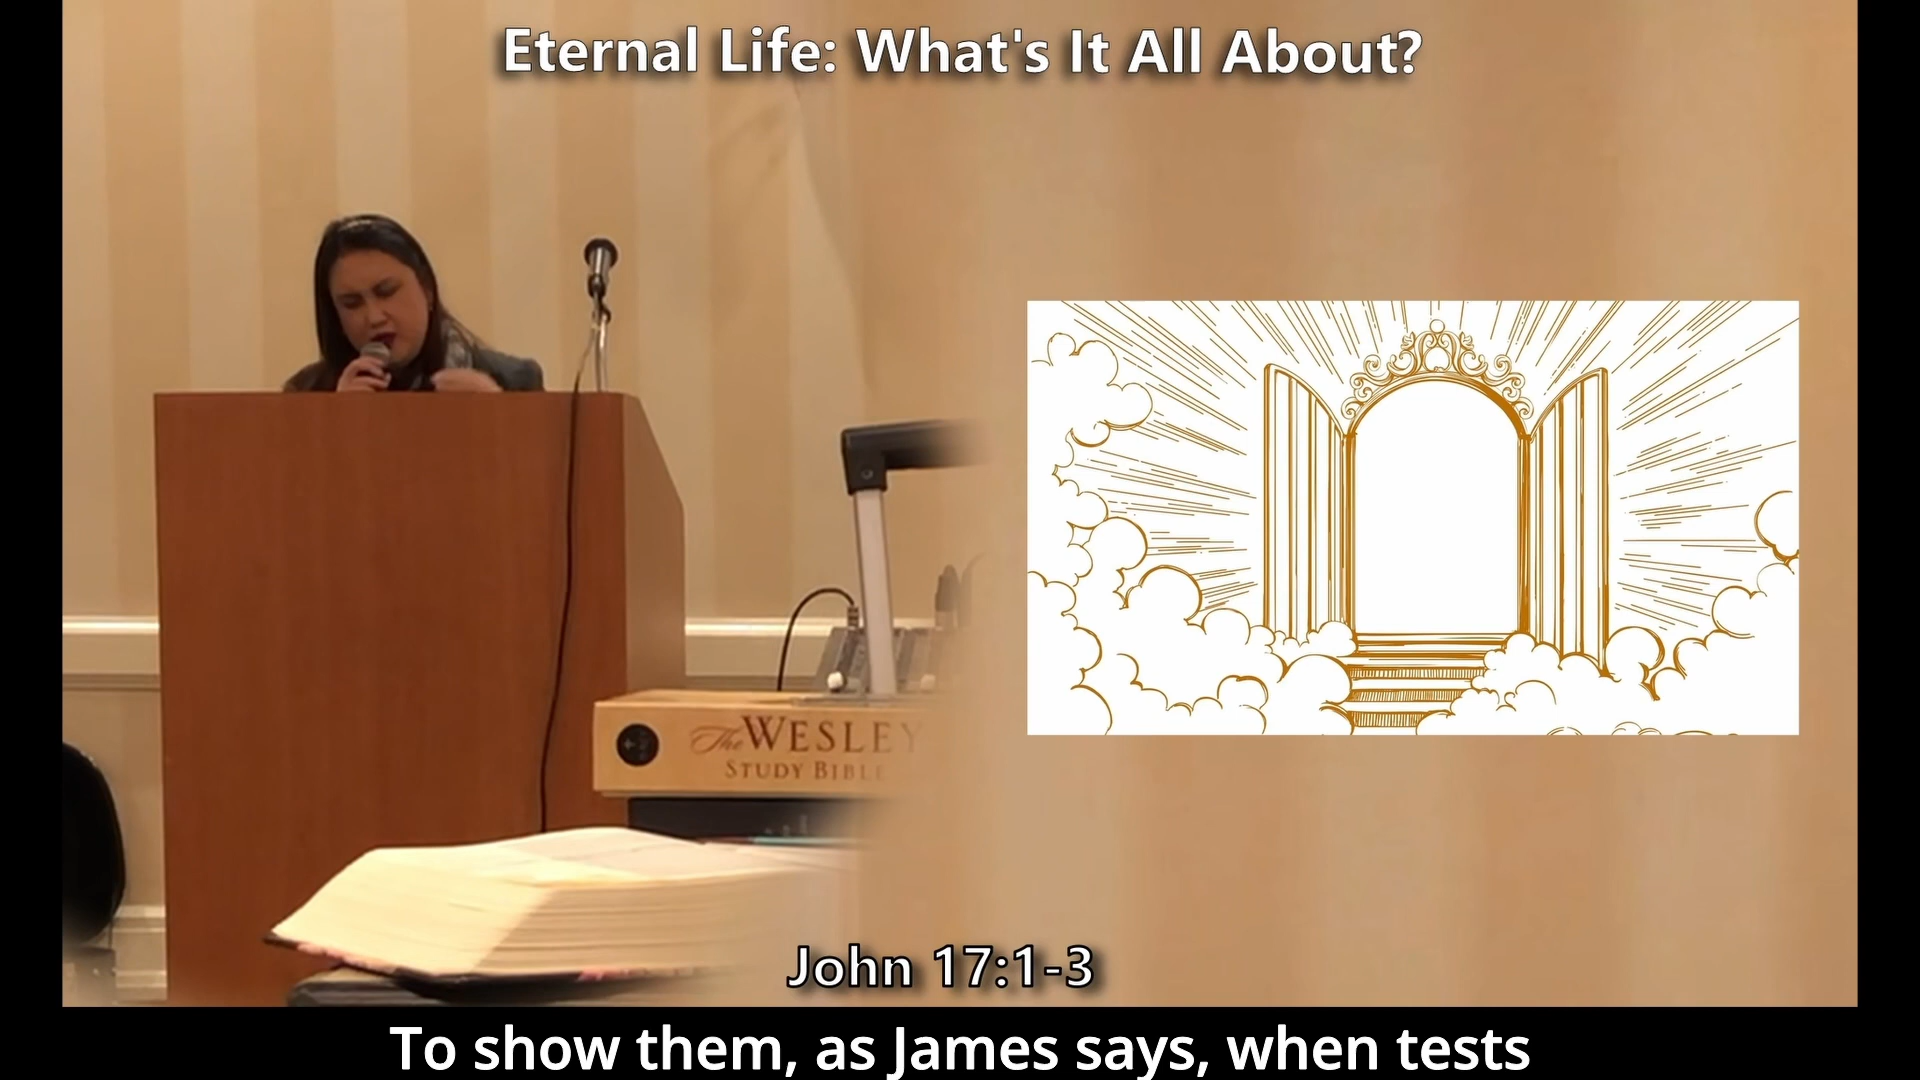 Eternal Life: What's It All About?
The WESLEY
STUDY BIBLE
John 17:1-3
To show them, as James says, when tests